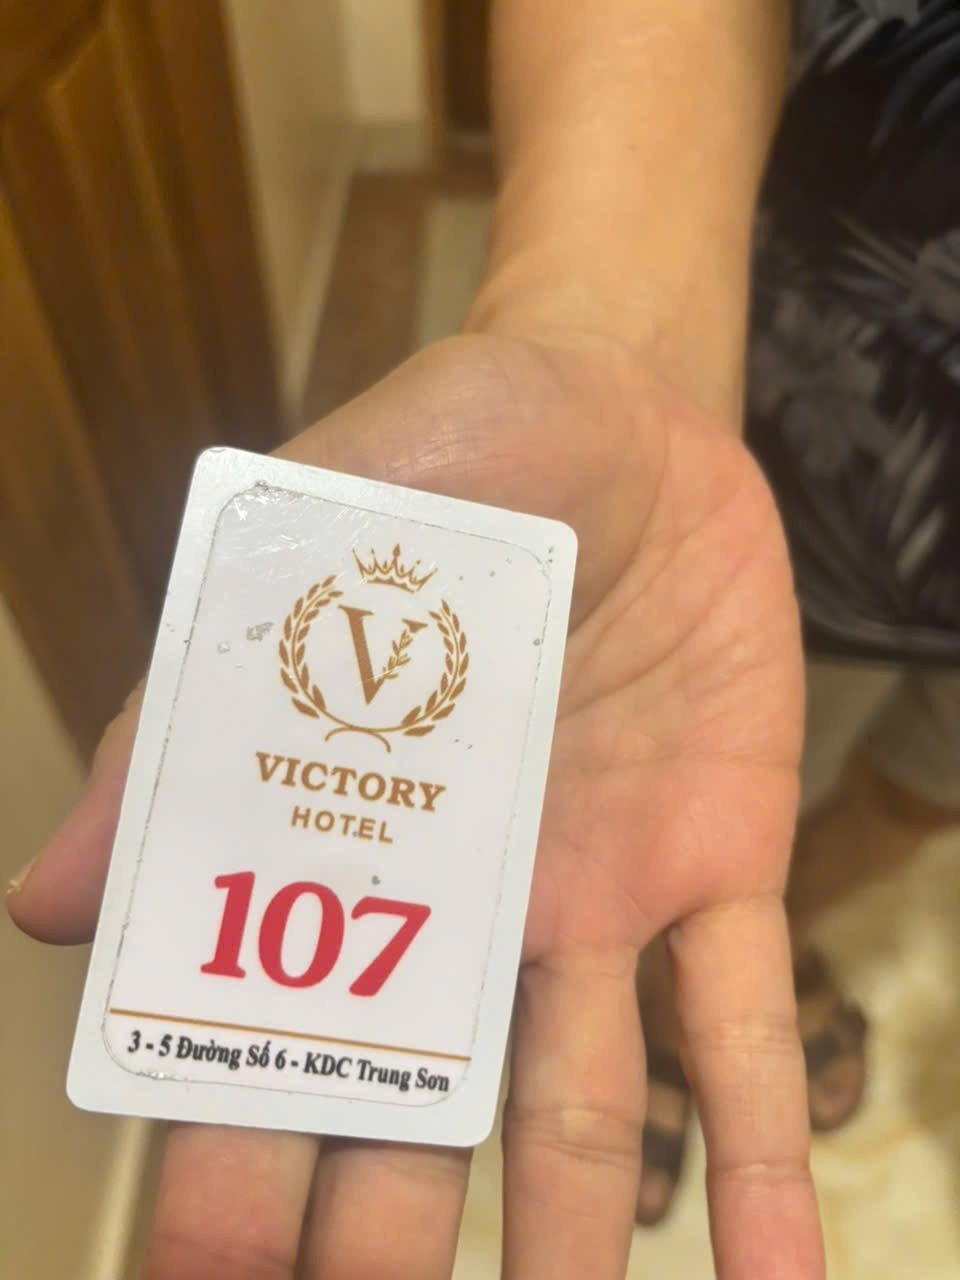 V
VICTORY
HOTEL
107
3 - 5 Đường Số 6 - KDC Trung Sơn